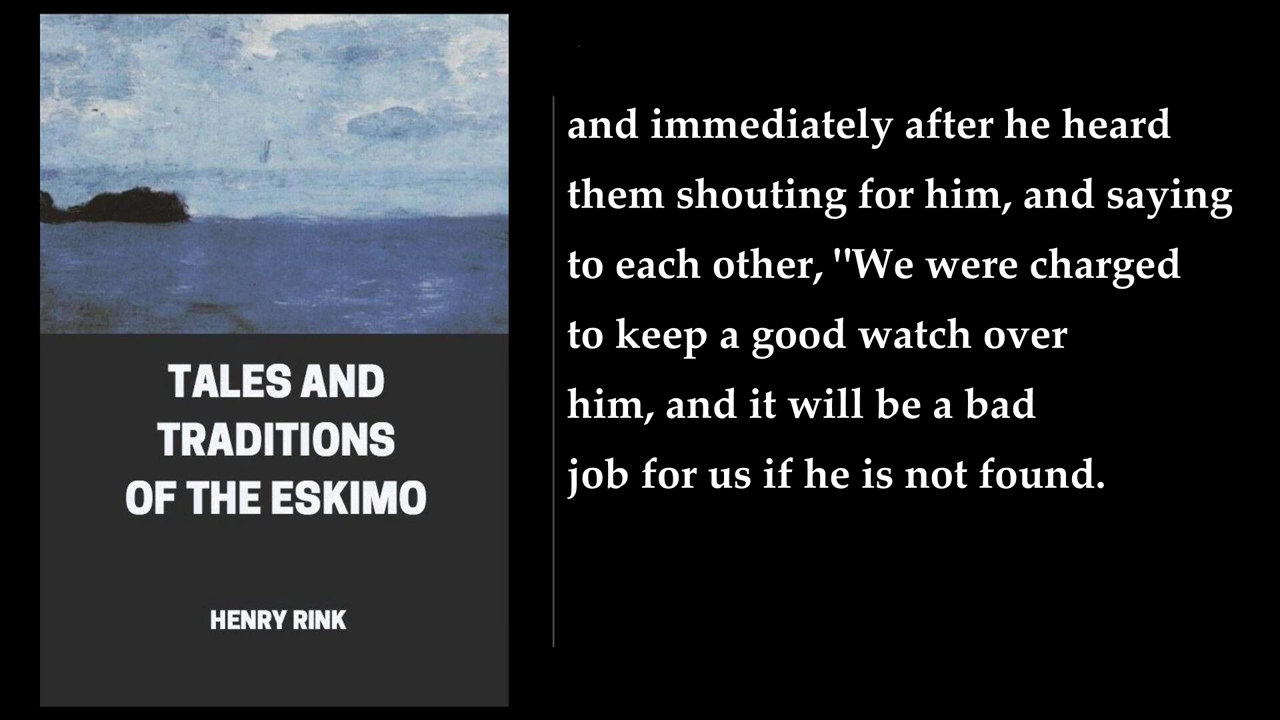 TALES AND
TRADITIONS
OF THE ESKIMO
HENRY RINK
and immediately after he heard
them shouting for him, and saying
to each other, "We were charged
to keep a good watch over
him, and it will be a bad
job for us if he is not found.